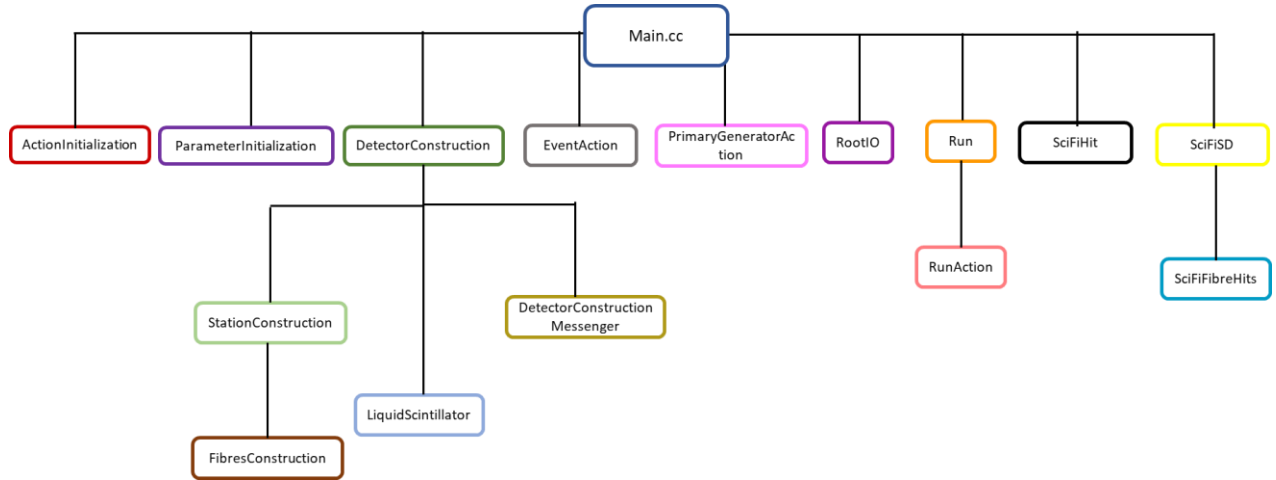 Main.cc
ActionInitialization
ParameterInitialization
DetectorConstruction
EventAction
PrimaryGeneratorAc
tion
RootIO
Run
SciFiHit
SciFiSD
RunAction
SciFiFibreHits
StationConstruction
DetectorConstruction
Messenger
LiquidScintillator
FibresConstruction